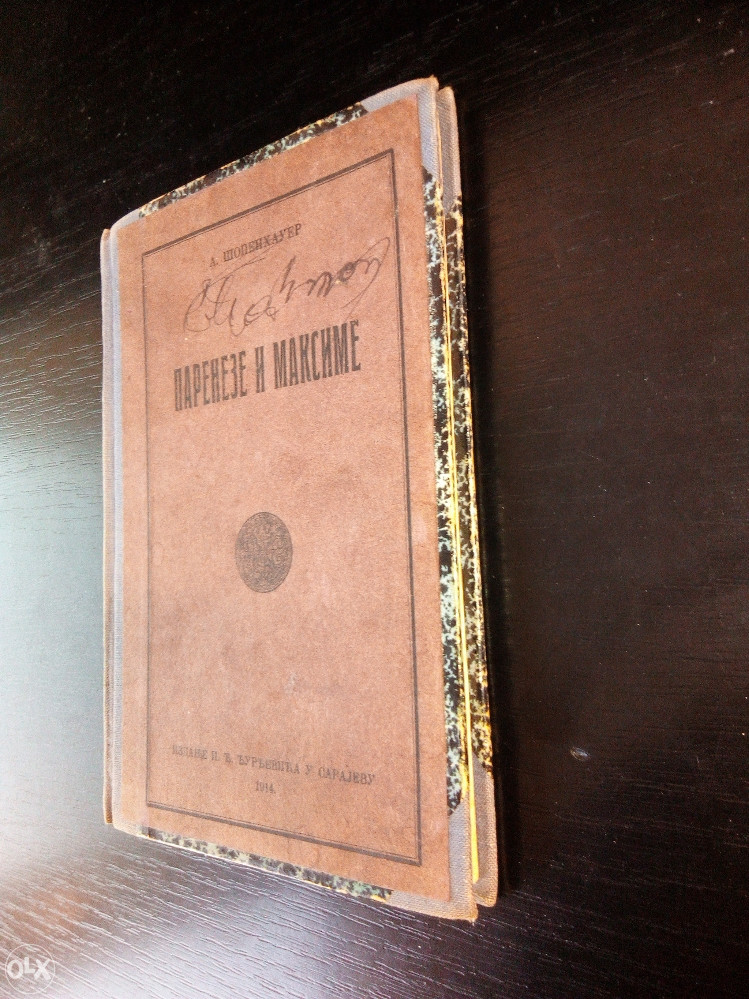 А. ШОПЕНХАУЕР
ПАРЕНЕЗЕ И МАКСИМЕ
ИЗДАЊЕ И. Ђ. ЂУРЂЕВИЋА У САРАЈЕВУ
1914.
OLX